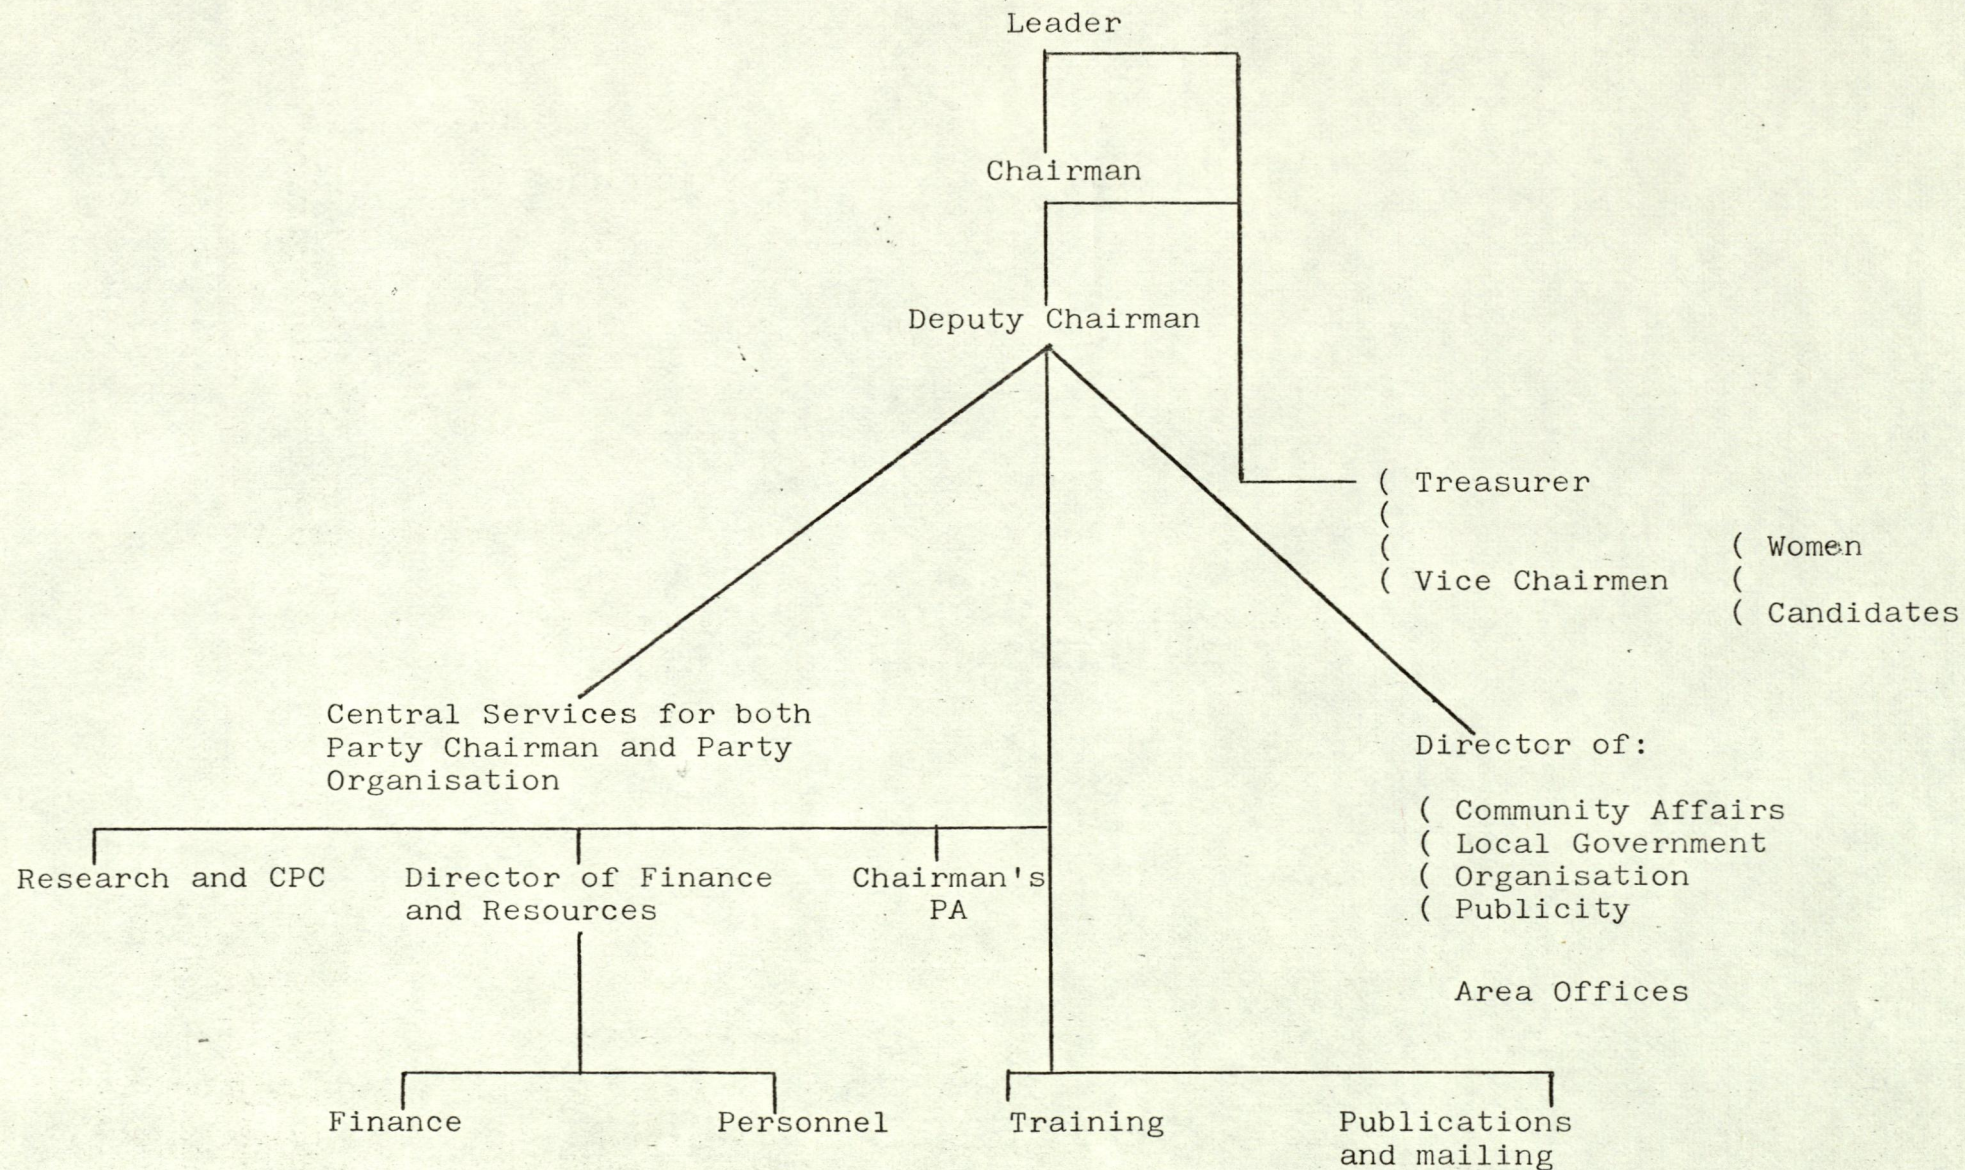 Leader
Chairman
Deputy Chairman
( Treasurer
(
( ( Women
( Vice Chairmen (
( Candidates
Central Services for both
Party Chairman and Party
Organisation
Director of:
( Community Affairs
( Local Government
( Organisation
( Publicity
Area Offices
Research and CPC
Director of Finance
and Resources
Chairman's
PA
Finance
Personnel
Training
Publications
and mailing